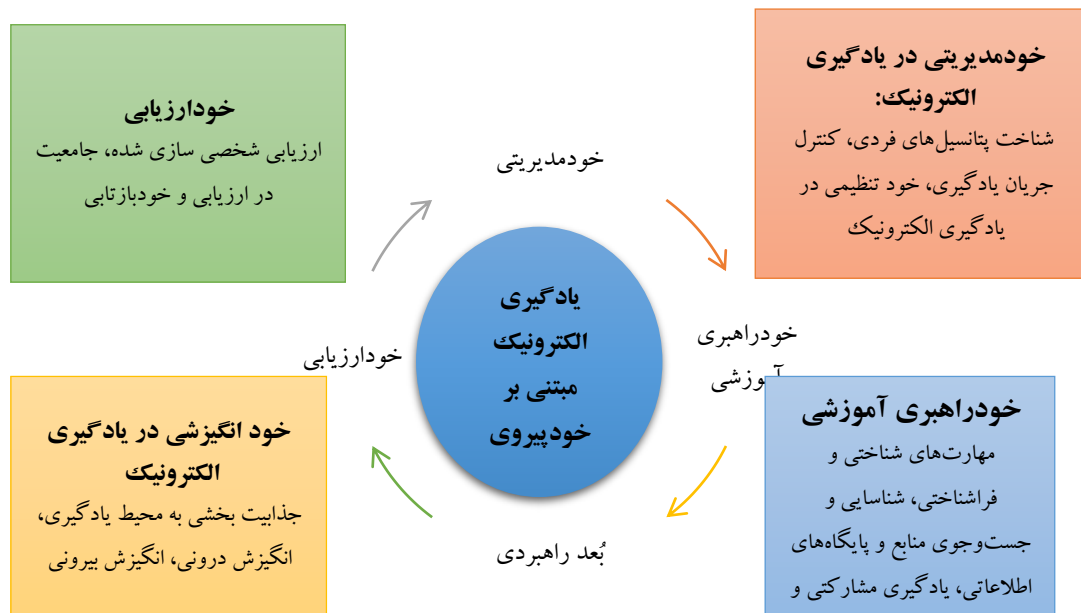 خودمدیریتی در یادگیری
الکترونیک:
شناخت پتانسیل‌های فردی، کنترل
جریان یادگیری، خود تنظیمی در
یادگیری الکترونیک
خودارزیابی
ارزیابی شخصی سازی شده، جامعیت
در ارزیابی و خودبازتابی
خودمدیریتی
یادگیری
الکترونیک
مبتنی بر
خودپیروی
خودراهبری
آموزشی
خودارزیابی
بُعد راهبردی
خودراهبری آموزشی
مهارت‌های شناختی و
فراشناختی، شناسایی و
جست‌وجوی منابع و پایگاه‌های
اطلاعاتی، یادگیری مشارکتی و
خود انگیزشی در یادگیری
الکترونیک
جذابیت بخشی به محیط یادگیری،
انگیزش درونی، انگیزش بیرونی